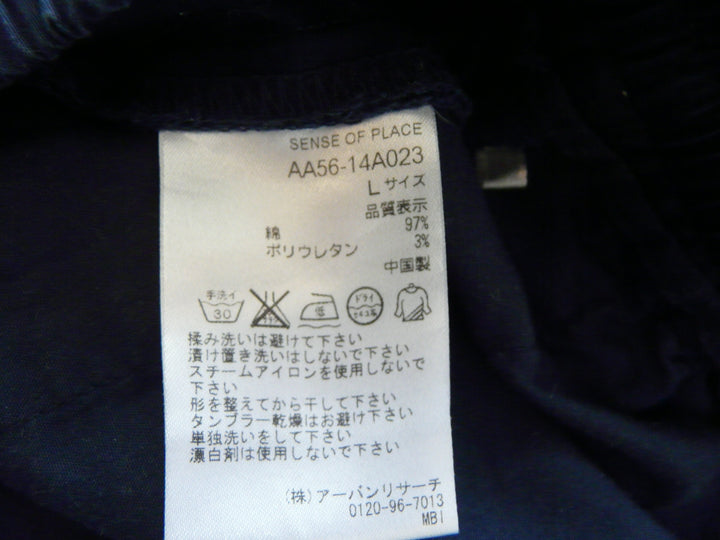 SENSE OF PLACE
AA56-14A023
L サイズ
品質表示
綿 97%
ポリウレタン 3%
中国製
手洗イ 30 低 ドライ セキユ系
揉み洗いは避けて下さい
漬け置き洗いはしないで下さい
スチームアイロンを使用しないで
下さい
形を整えてから干して下さい
タンブラー乾燥はお避け下さい
単独洗いをして下さい
漂白剤は使用しないで下さい
(株) アーバンリサーチ
0120-96-7013
MBI